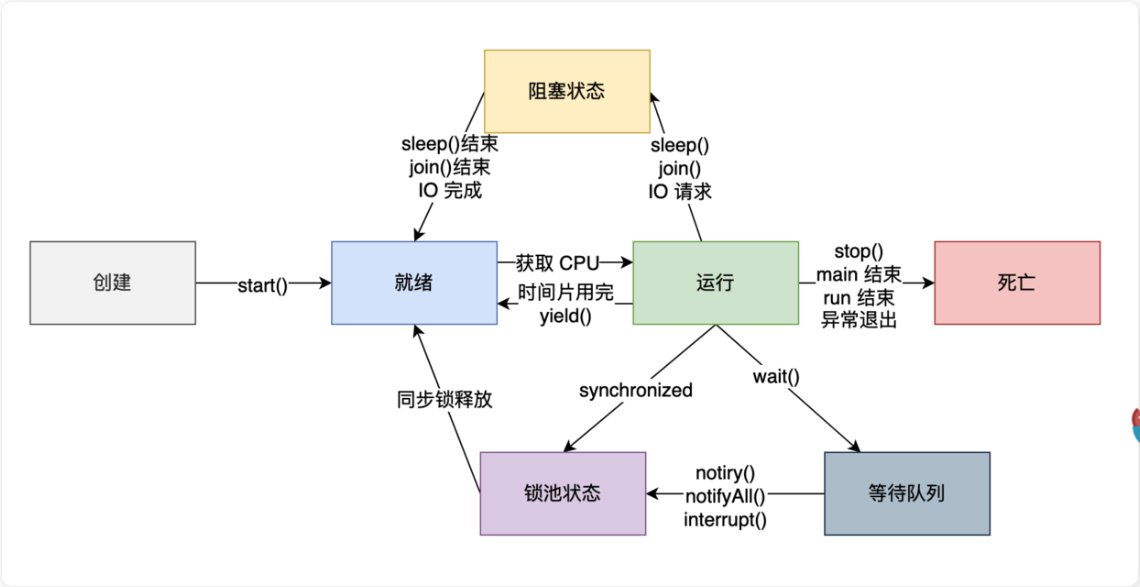 阻塞状态
sleep()结束
join()结束
IO 完成
sleep()
join()
IO 请求
创建
start()
就绪
获取 CPU
时间片用完
yield()
运行
stop()
main 结束
run 结束
异常退出
死亡
同步锁释放
synchronized
wait()
锁池状态
notiry()
notifyAll()
interrupt()
等待队列